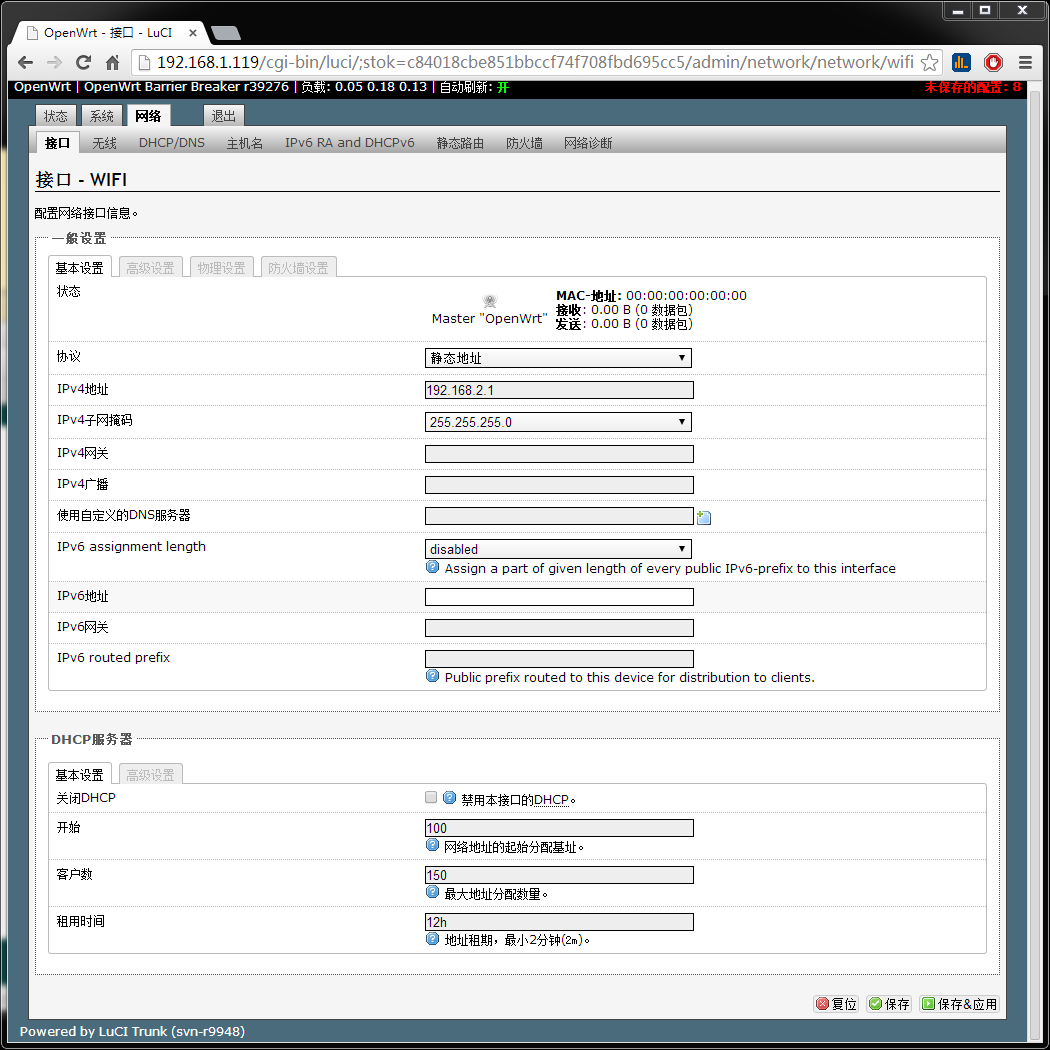 OpenWrt - 接口 - LuCI
192.168.1.119/cgi-bin/luci/;stok=c84018cbe851bbccf74f708fbd695cc5/admin/network/network/wifi
OpenWrt | OpenWrt Barrier Breaker r39276 | 负载: 0.05 0.18 0.13 | 自动刷新: 开 未保存的配置: 8
状态 系统 网络 退出
接口 无线 DHCP/DNS 主机名 IPv6 RA and DHCPv6 静态路由 防火墙 网络诊断
接口 - WIFI
配置网络接口信息。
一般设置
基本设置 高级设置 物理设置 防火墙设置
状态
Master "OpenWrt"
MAC-地址: 00:00:00:00:00:00
接收: 0.00 B (0 数据包)
发送: 0.00 B (0 数据包)
协议 静态地址
IPv4地址 192.168.2.1
IPv4子网掩码 255.255.255.0
IPv4网关
IPv4广播
使用自定义的DNS服务器
IPv6 assignment length disabled
Assign a part of given length of every public IPv6-prefix to this interface
IPv6地址
IPv6网关
IPv6 routed prefix
Public prefix routed to this device for distribution to clients.
DHCP服务器
基本设置 高级设置
关闭DHCP 禁用本接口的DHCP。
开始 100
网络地址的起始分配基址。
客户数 150
最大地址分配数量。
租用时间 12h
地址租期，最小2分钟(2m)。
复位 保存 保存&应用
Powered by LuCI Trunk (svn-r9948)